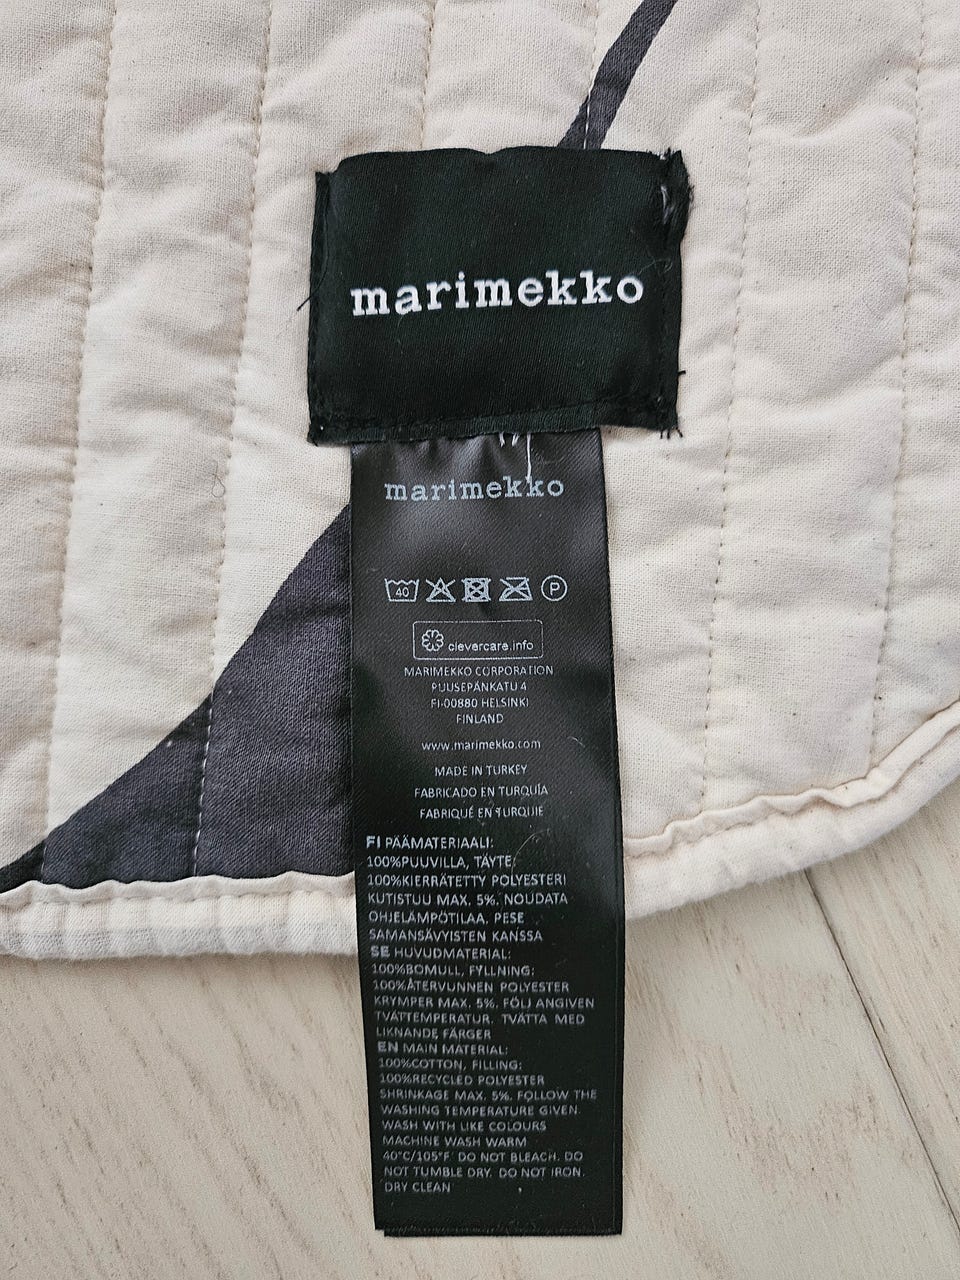 marimekko
marimekko
40 P
clevercare.info
MARIMEKKO CORPORATION
PUUSEPÄNKATU 4
FI-00880 HELSINKI
FINLAND
www.marimekko.com
MADE IN TURKEY
FABRICADO EN TURQUÍA
FABRIQUÉ EN TURQUIE
FI PÄÄMATERIAALI:
100%PUUVILLA, TÄYTE:
100%KIERRÄTETTY POLYESTERI
KUTISTUU MAX. 5%. NOUDATA
OHJELÄMPÖTILAA. PESE
SAMANSÄVYISTEN KANSSA
SE HUVUDMATERIAL:
100%BOMULL, FYLLNING:
100%ÅTERVUNNEN POLYESTER
KRYMPER MAX. 5%. FÖLJ ANGIVEN
TVÄTTEMPERATUR. TVÄTTA MED
LIKNANDE FÄRGER
EN MAIN MATERIAL:
100%COTTON, FILLING:
100%RECYCLED POLYESTER
SHRINKAGE MAX. 5%. FOLLOW THE
WASHING TEMPERATURE GIVEN.
WASH WITH LIKE COLOURS
MACHINE WASH WARM
40°C/105°F DO NOT BLEACH. DO
NOT TUMBLE DRY. DO NOT IRON.
DRY CLEAN